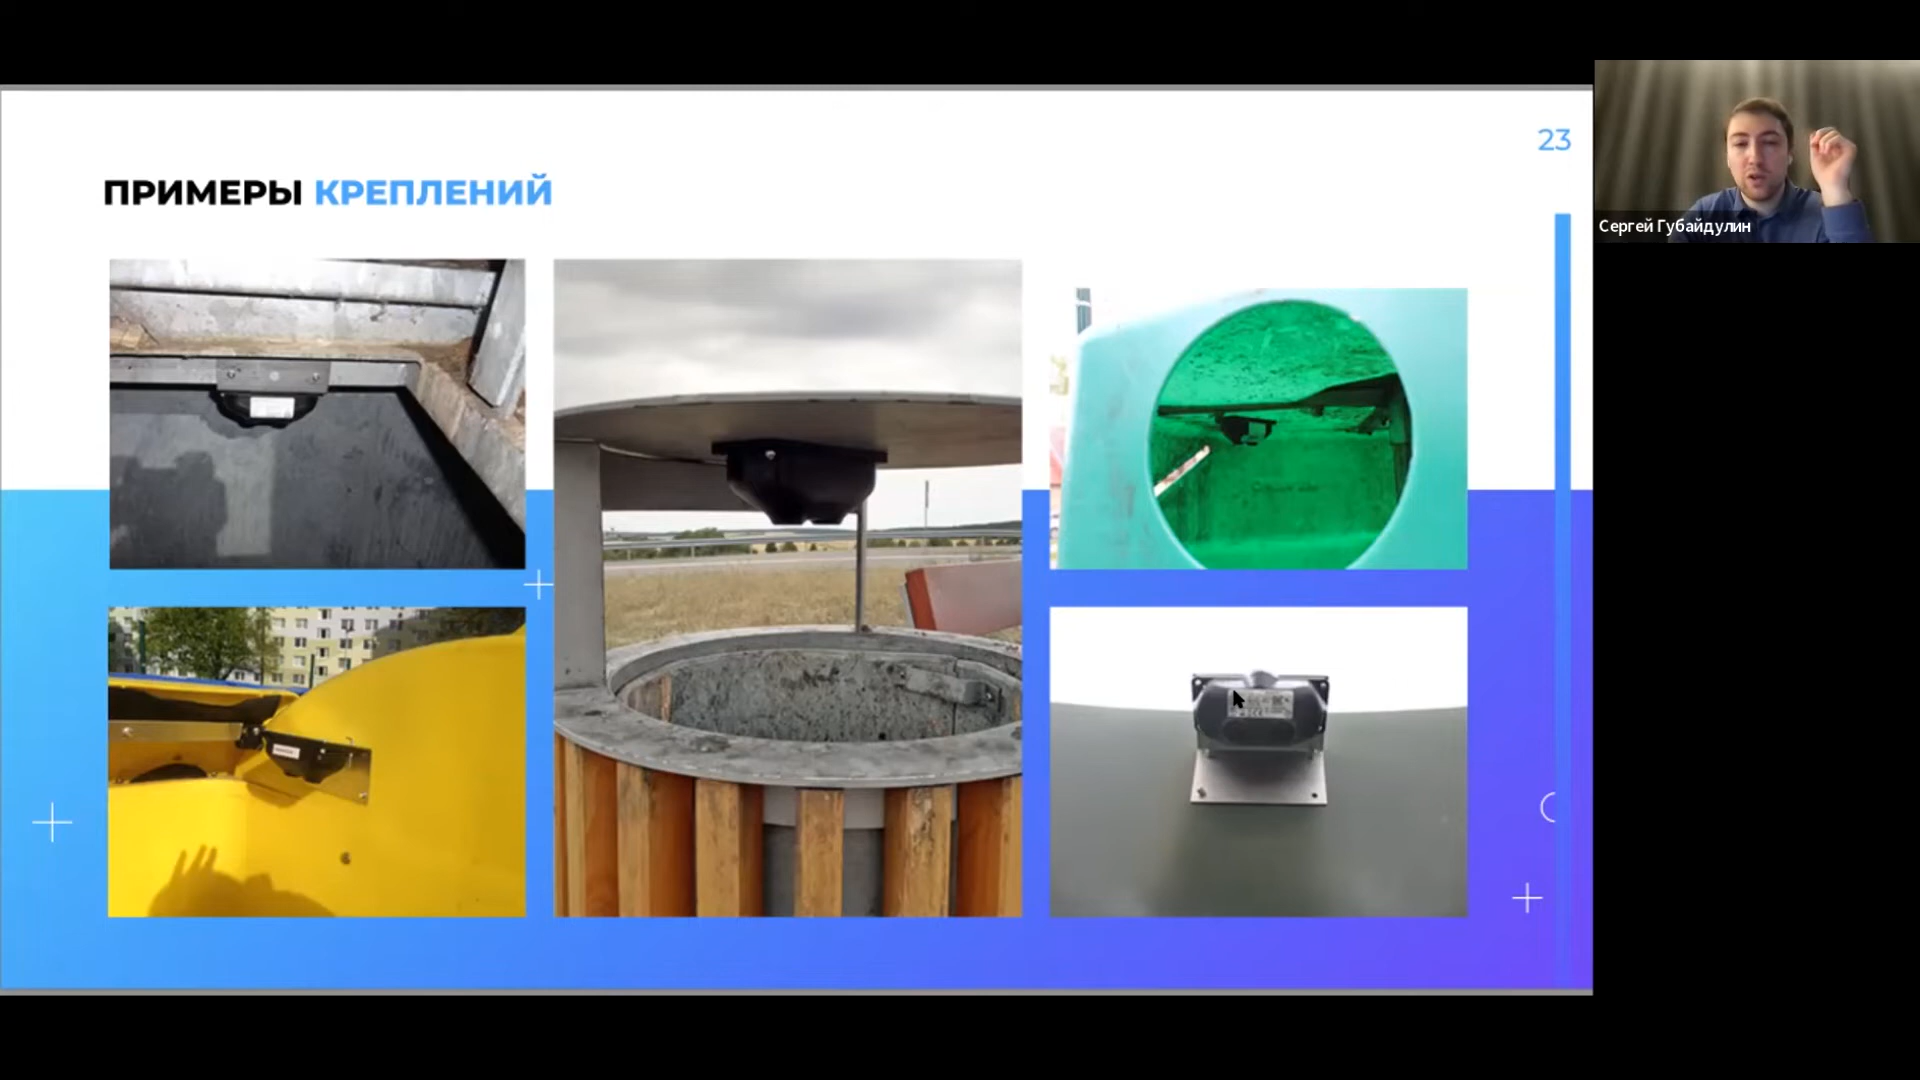 23
ПРИМЕРЫ КРЕПЛЕНИЙ
Сергей Губайдулин